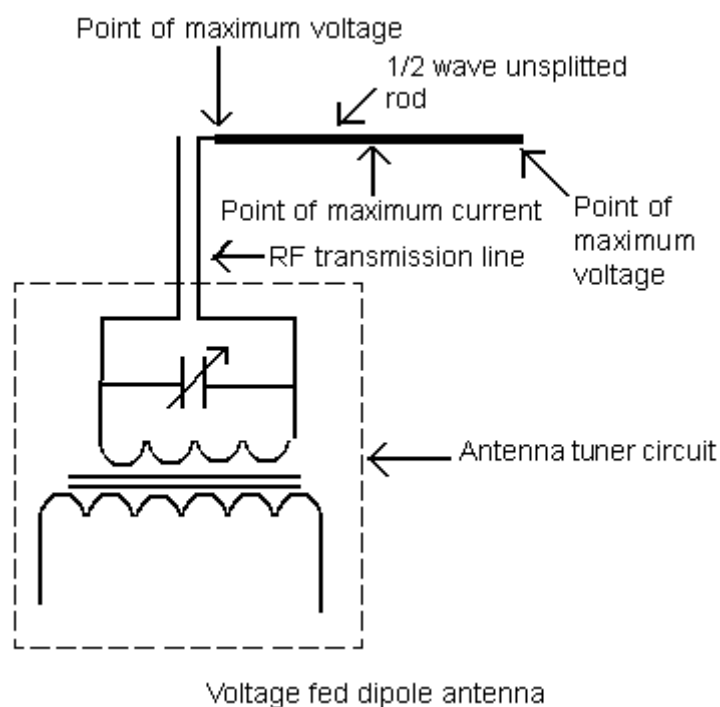 Point of maximum voltage
1/2 wave unsplitted
rod
Point of maximum current
Point of
maximum
voltage
RF transmission line
Antenna tuner circuit
Voltage fed dipole antenna